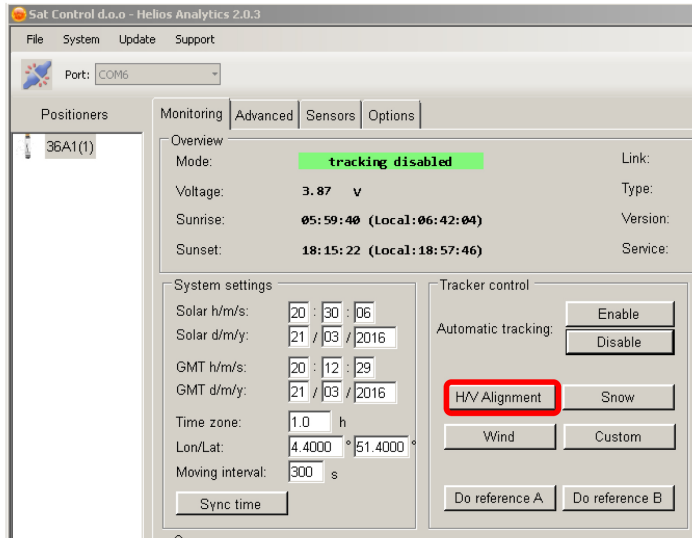 Sat Control d.o.o - Helios Analytics 2.0.3
File System Update Support
Port: COM6
Positioners
36A1(1)
Monitoring Advanced Sensors Options
Overview
Mode: tracking disabled Link:
Voltage: 3.87 V Type:
Sunrise: 05:59:40 (Local:06:42:04) Version:
Sunset: 18:15:22 (Local:18:57:46) Service:
System settings
Solar h/m/s: 20 : 30 : 06
Solar d/m/y: 21 / 03 / 2016
GMT h/m/s: 20 : 12 : 29
GMT d/m/y: 21 / 03 / 2016
Time zone: 1.0 h
Lon/Lat: 4.4000 ° 51.4000 °
Moving interval: 300 s
Sync time
Tracker control
Automatic tracking: Enable
Disable
H/V Alignment Snow
Wind Custom
Do reference A Do reference B